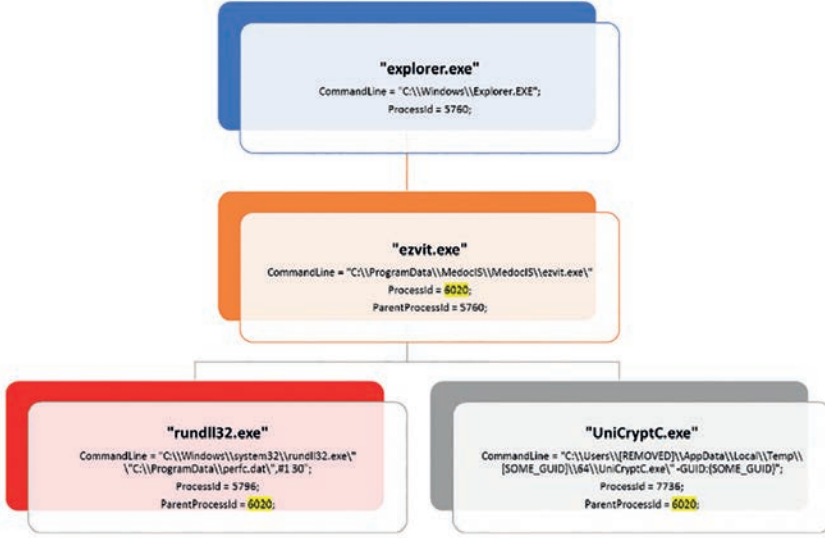 "explorer.exe"
CommandLine = "C:\\Windows\\Explorer.EXE";
ProcessId = 5760;
"ezvit.exe"
CommandLine = "C:\\ProgramData\\MedocIS\\MedocIS\\ezvit.exe\"
ProcessId = 6020;
ParentProcessId = 5760;
"rundll32.exe"
CommandLine = "C:\\Windows\\system32\\rundll32.exe\"
\"C:\\ProgramData\\perfc.dat\",#1 30";
ProcessId = 5796;
ParentProcessId = 6020;
"UniCryptC.exe"
CommandLine = "C:\\Users\\[REMOVED]\\AppData\\Local\\Temp\\
[SOME_GUID]\\64\\UniCryptC.exe\" -GUID:{SOME_GUID}";
ProcessId = 7736;
ParentProcessId = 6020;